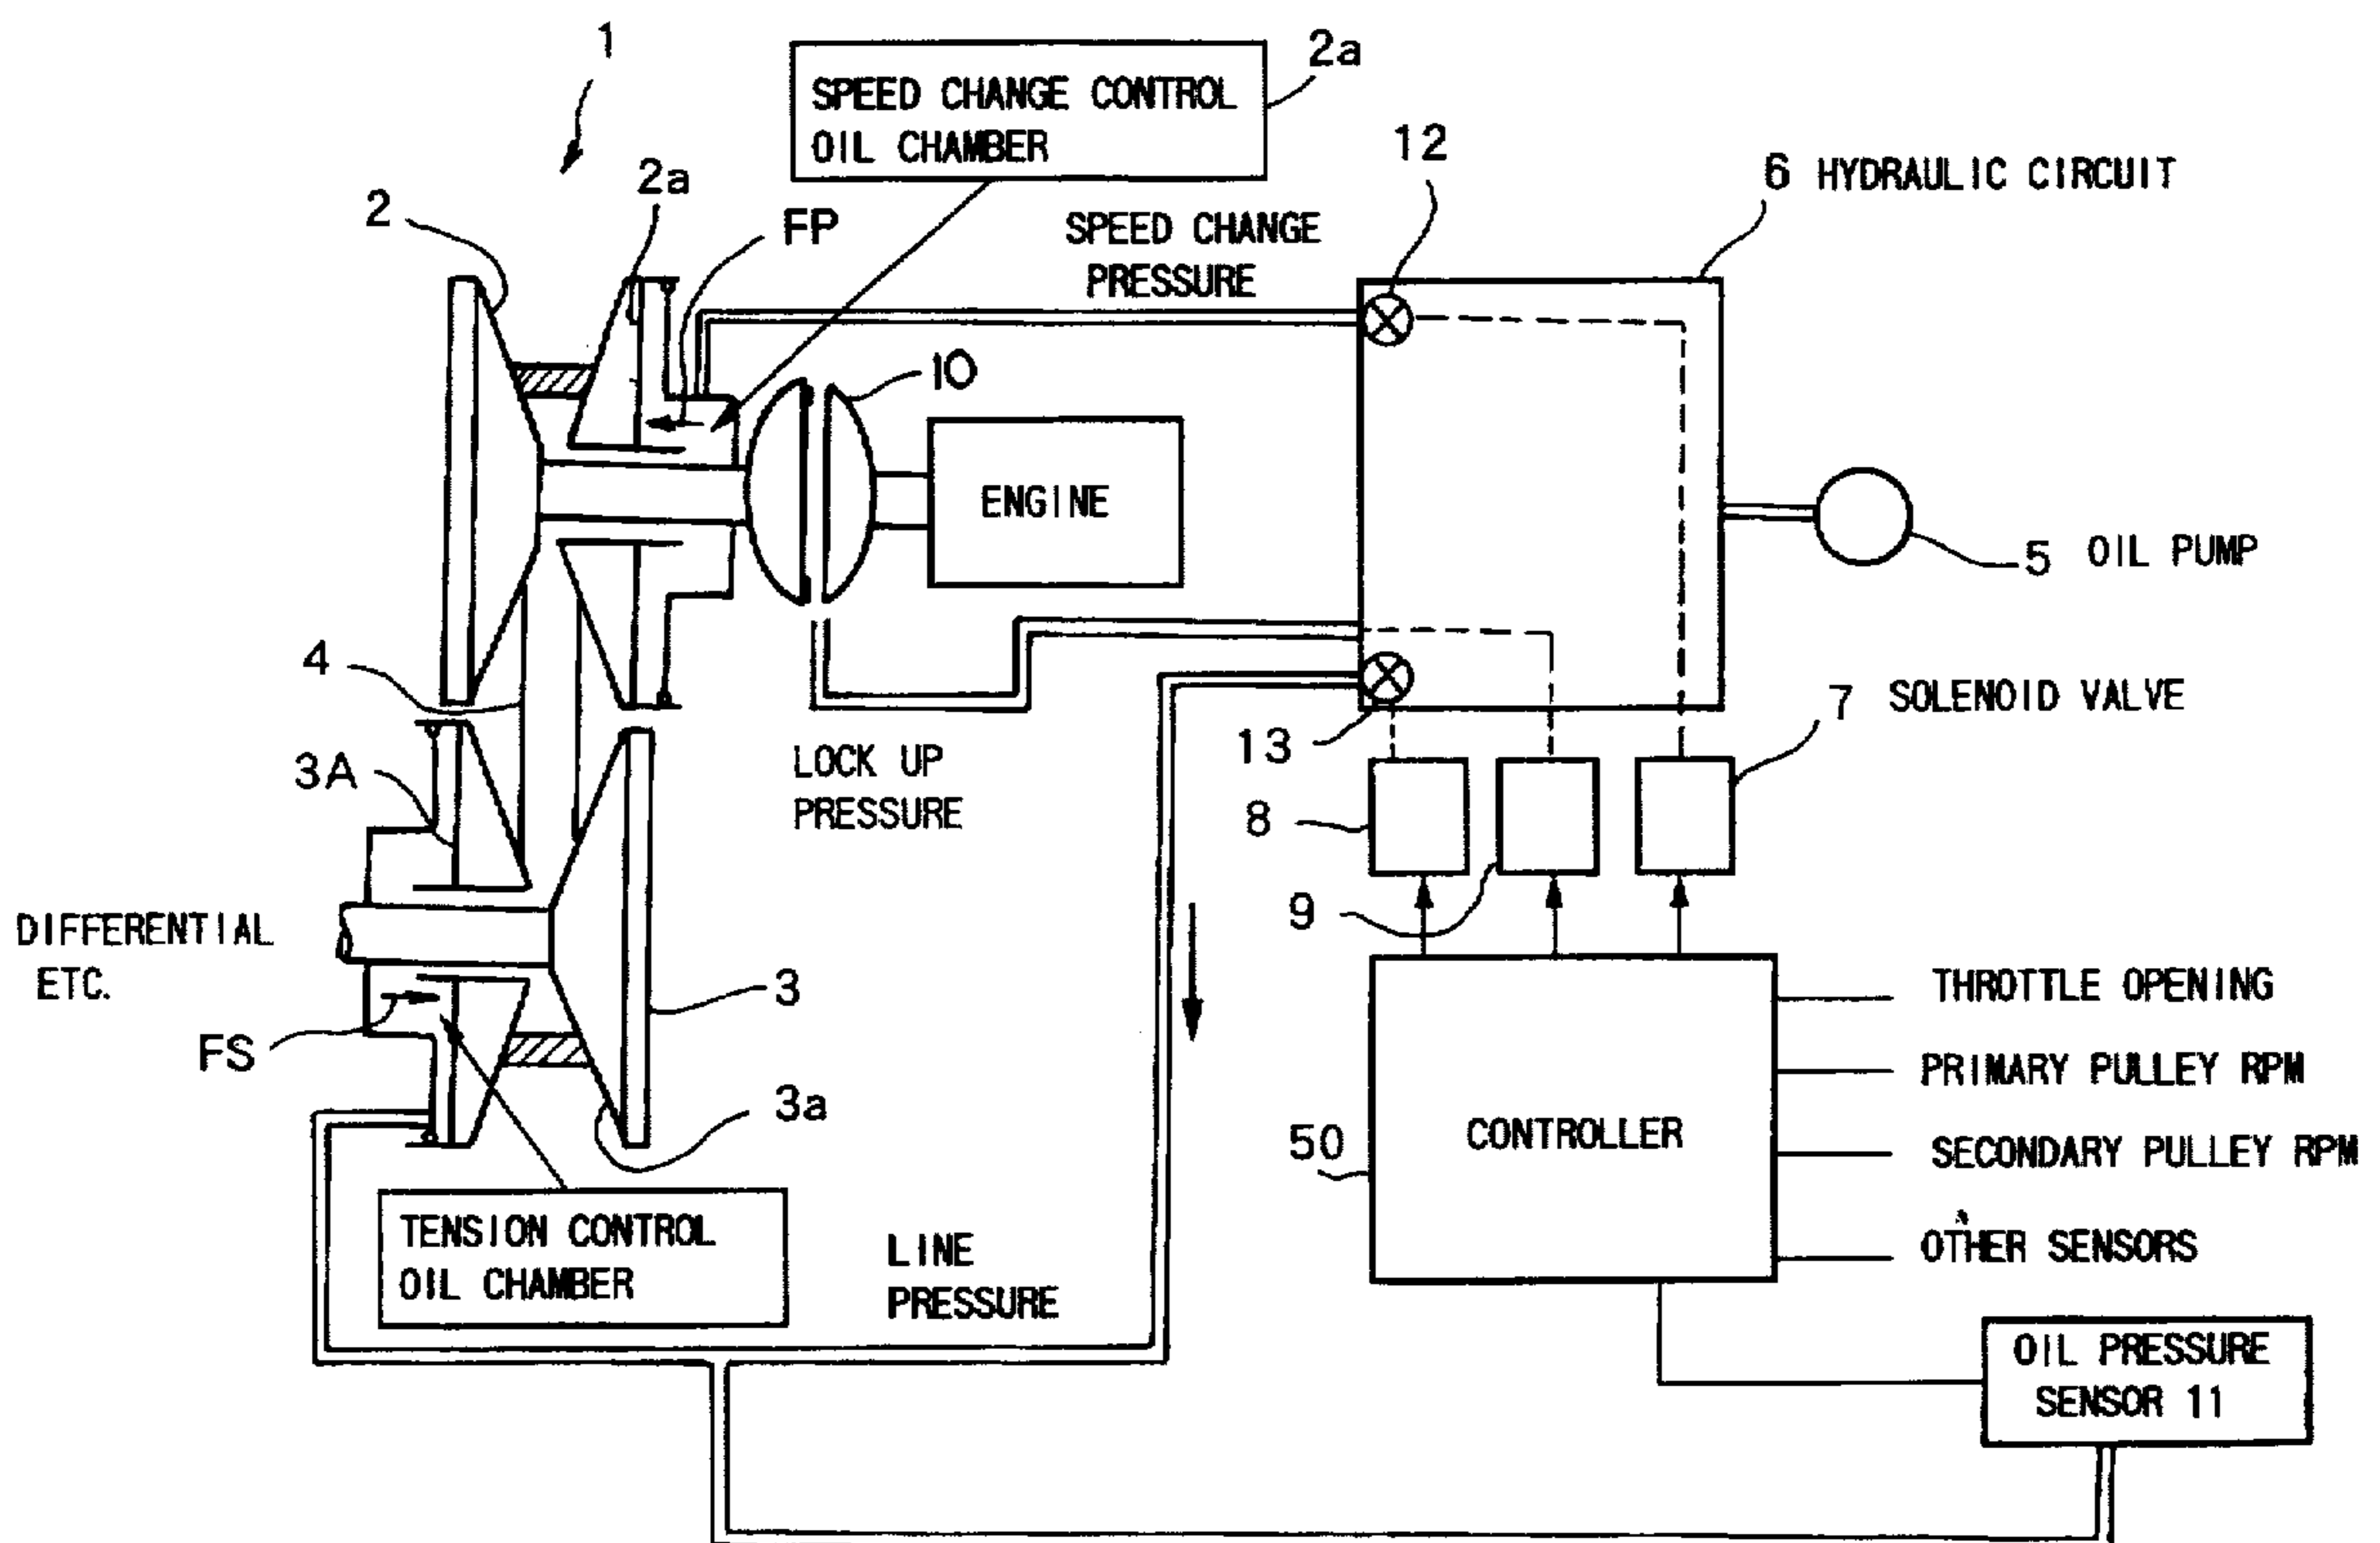 1
SPEED CHANGE CONTROL
OIL CHAMBER
2a
2
2a
FP
SPEED CHANGE
PRESSURE
12
6 HYDRAULIC CIRCUIT
10
ENGINE
5 OIL PUMP
4
3A
LOCK UP
PRESSURE
13
7 SOLENOID VALVE
8
9
DIFFERENTIAL
ETC.
3
FS
3a
TENSION CONTROL
OIL CHAMBER
LINE
PRESSURE
50
CONTROLLER
THROTTLE OPENING
PRIMARY PULLEY RPM
SECONDARY PULLEY RPM
OTHER SENSORS
OIL PRESSURE
SENSOR 11